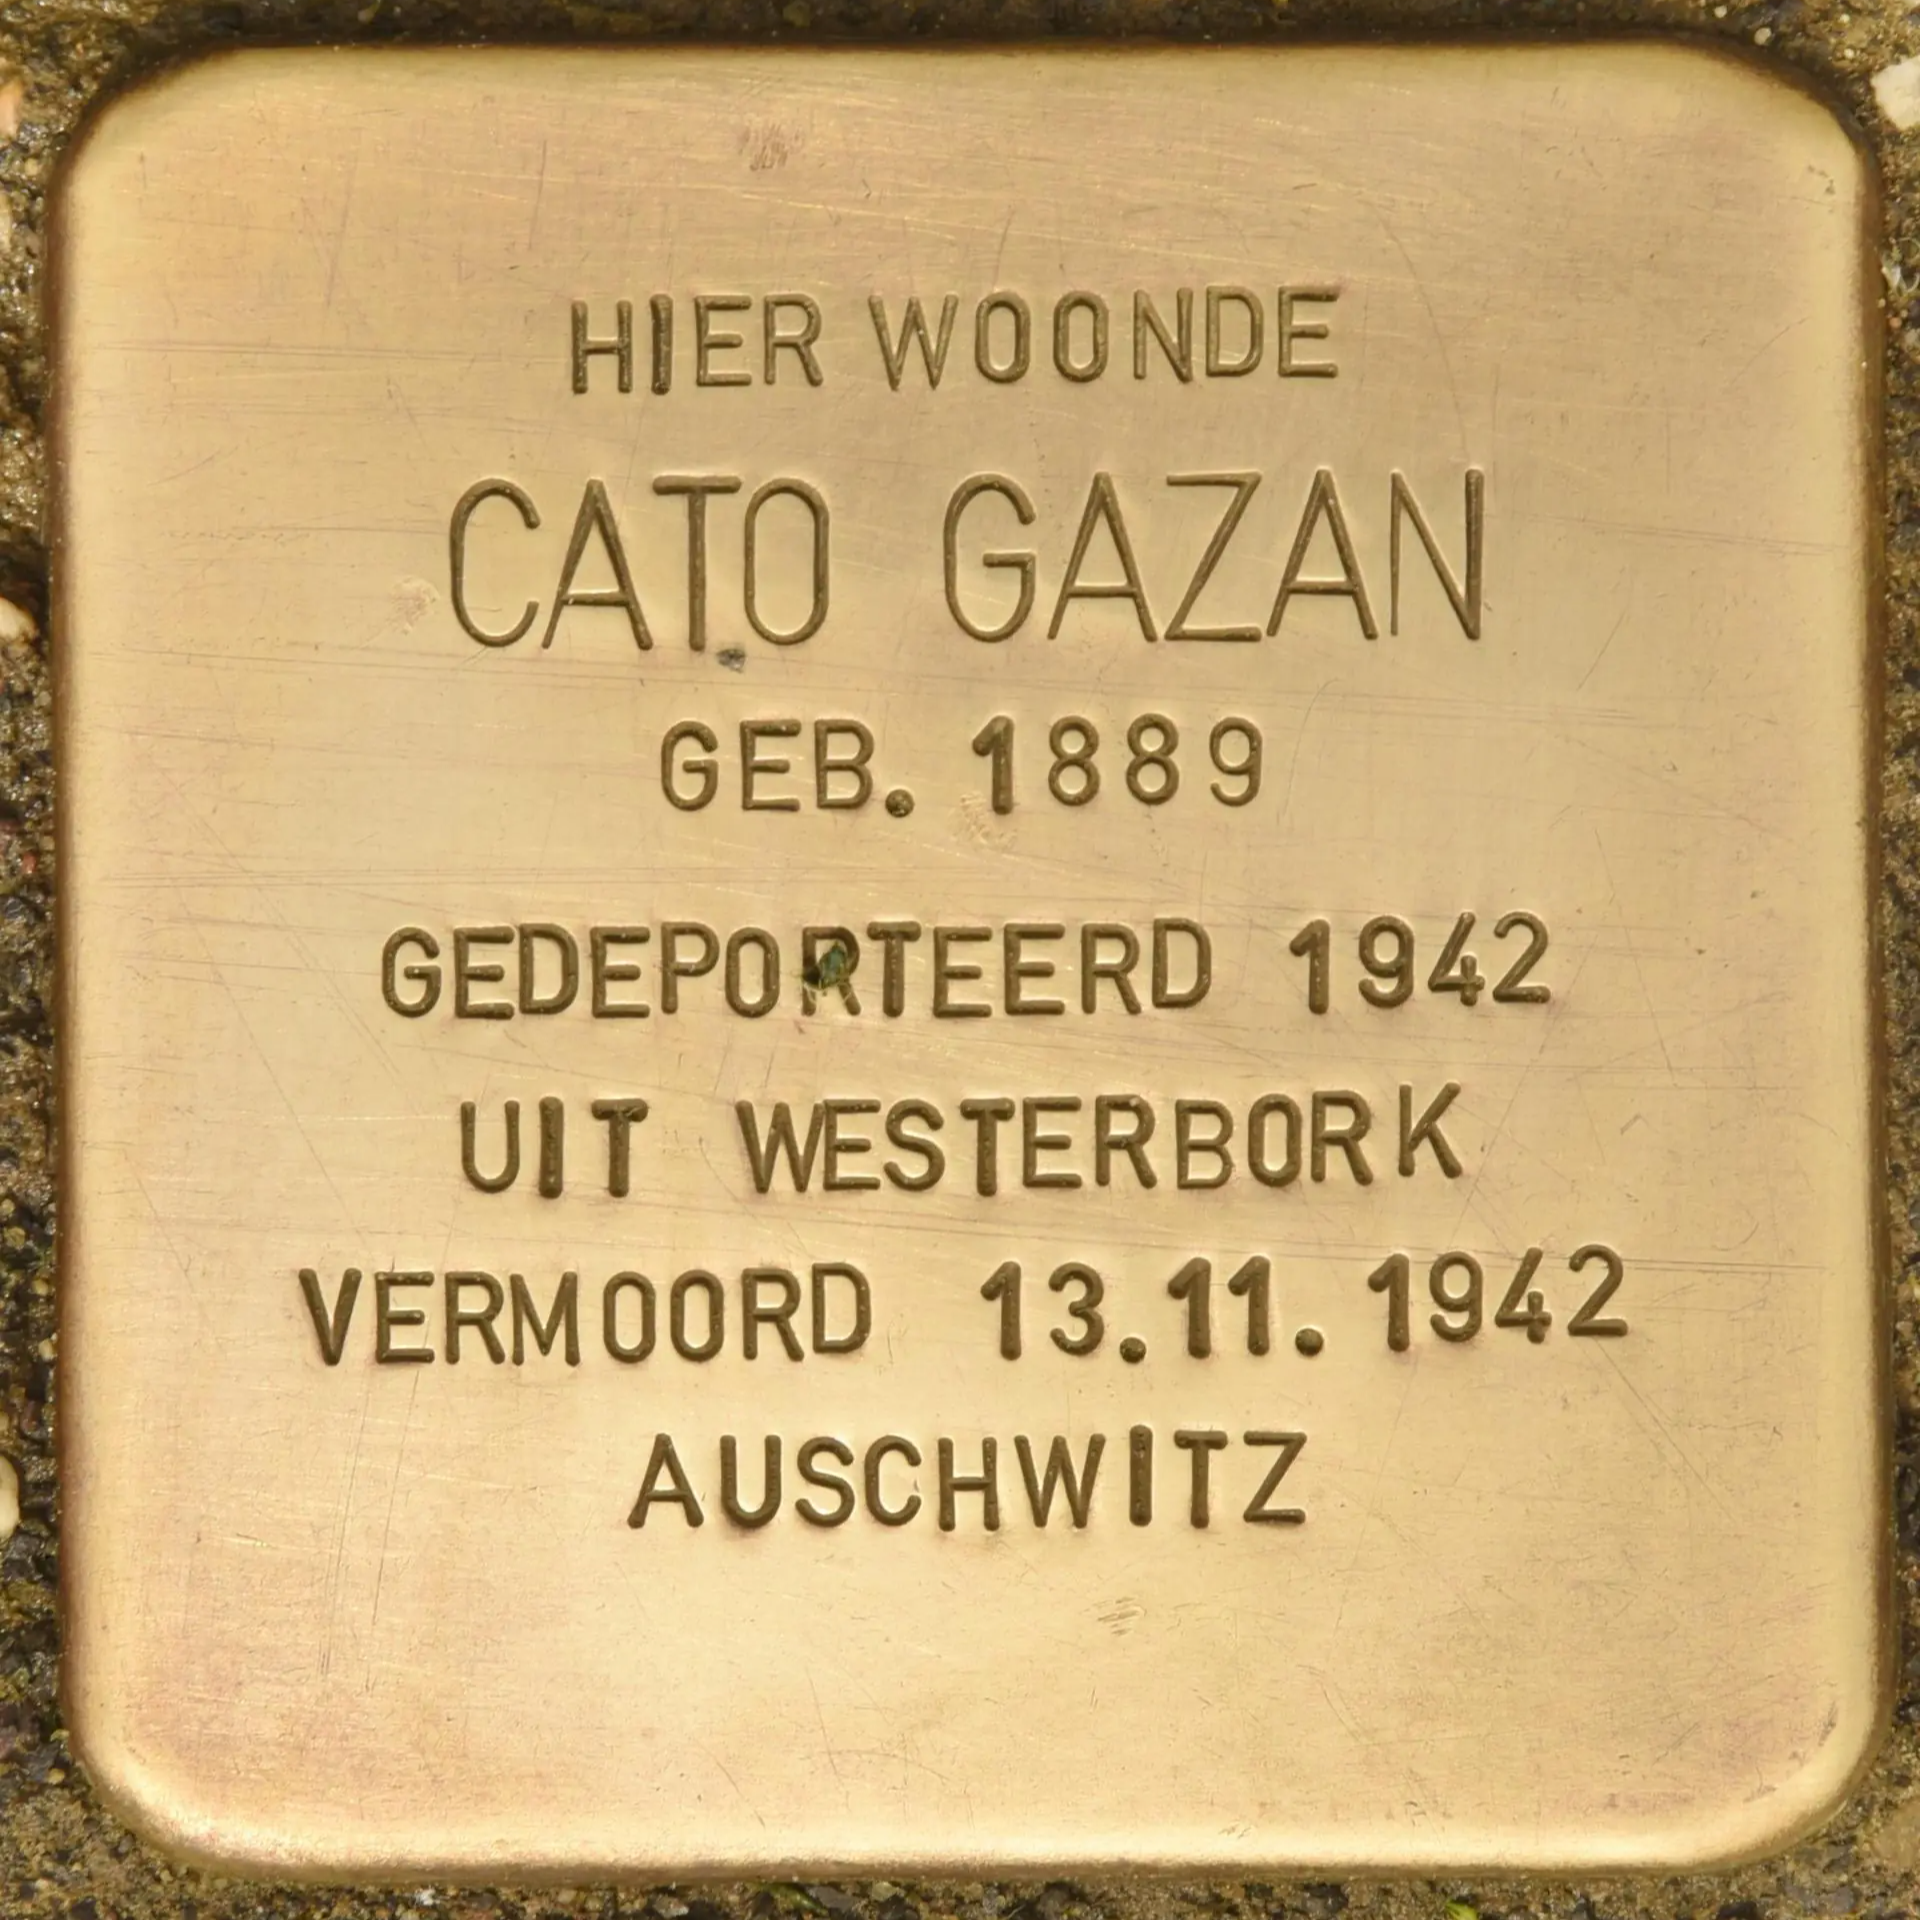 HIER WOONDE
CATO GAZAN
GEB. 1889
GEDEPORTEERD 1942
UIT WESTERBORK
VERMOORD 13.11.1942
AUSCHWITZ